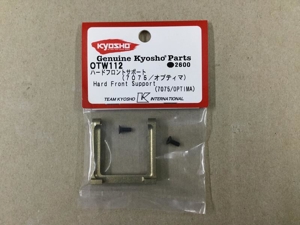 KYOSHO
Genuine Kyosho Parts
OTW112 ●2600
ハードフロントサポート
(7075/オプティマ)
Hard Front Support
(7075/OPTIMA)
TEAM KYOSHO K INTERNATIONAL